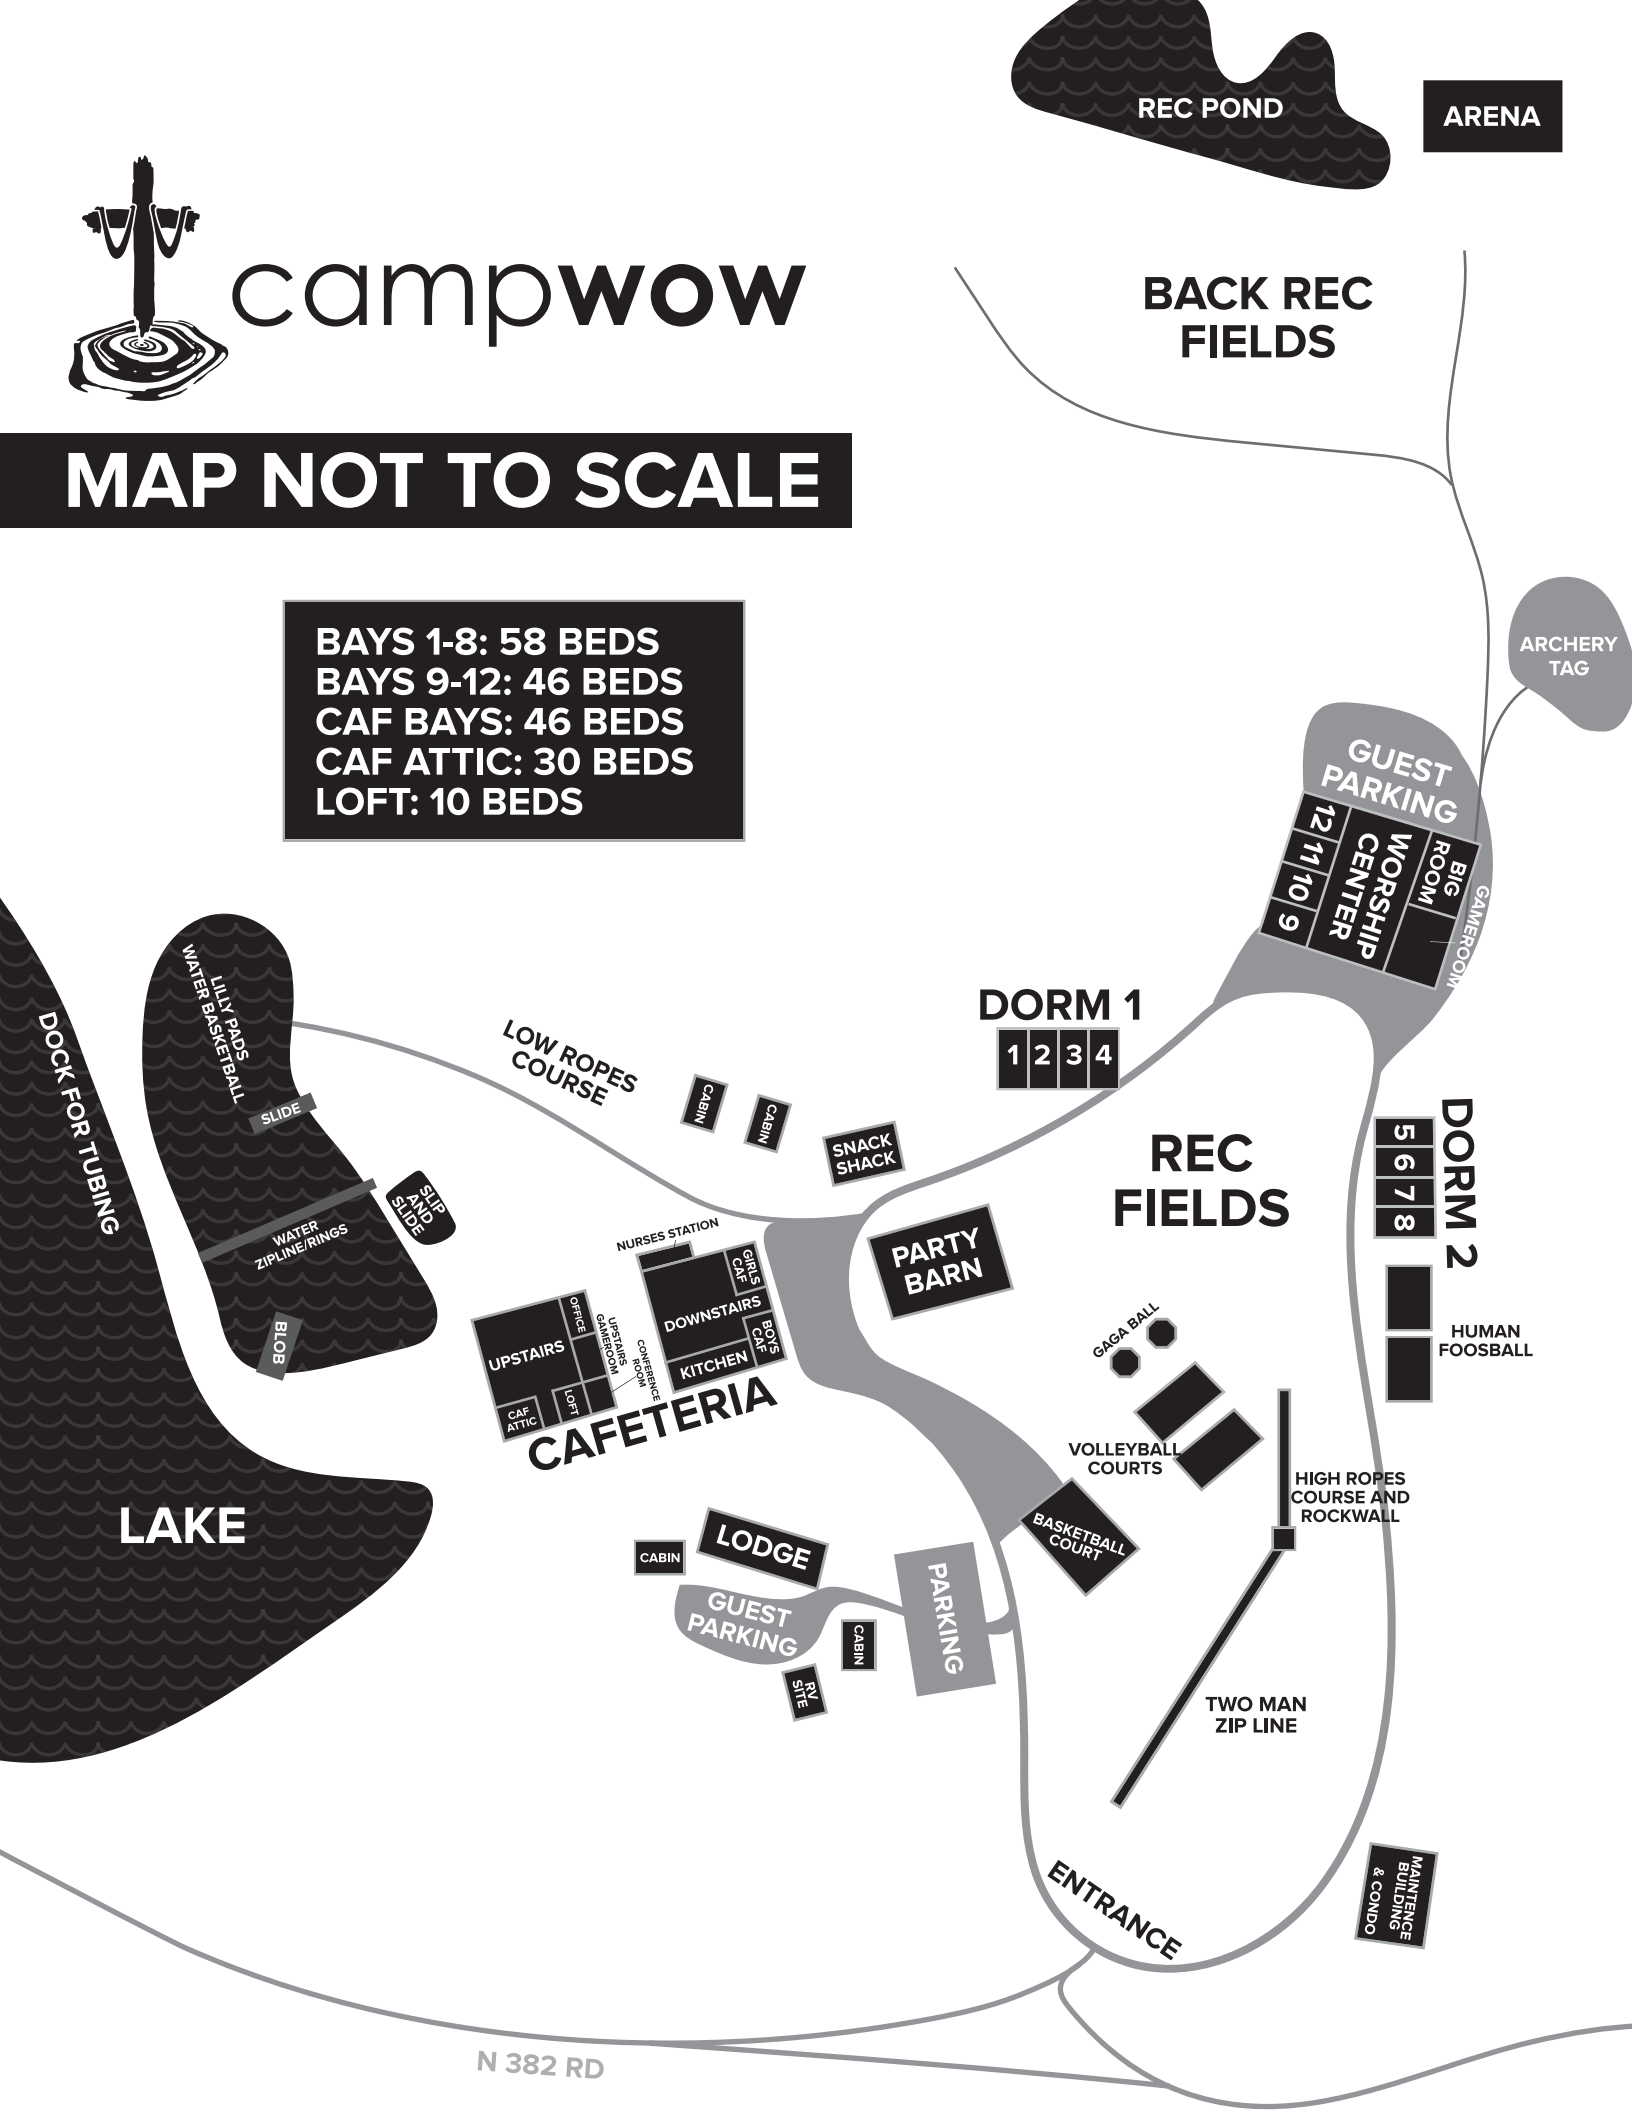 REC POND
ARENA
campwow
BACK REC
FIELDS
MAP NOT TO SCALE
BAYS 1-8: 58 BEDS
BAYS 9-12: 46 BEDS
CAF BAYS: 46 BEDS
CAF ATTIC: 30 BEDS
LOFT: 10 BEDS
ARCHERY
TAG
GUEST
PARKING
12
11
10
9
WORSHIP
CENTER
BIG
ROOM
GAMEROOM
LILLY PADS
WATER BASKETBALL
DOCK FOR TUBING
SLIDE
SLIP
AND
SLIDE
WATER
ZIPLINE/RINGS
BLOB
LAKE
LOW ROPES
COURSE
CABIN
CABIN
SNACK
SHACK
DORM 1
1 2 3 4
REC
FIELDS
DORM 2
5
6
7
8
PARTY
BARN
NURSES STATION
GIRLS
CAF
DOWNSTAIRS
BOYS
CAF
KITCHEN
OFFICE
UPSTAIRS
GAMEROOM
CONFERENCE
ROOM
UPSTAIRS
LOFT
CAF
ATTIC
CAFETERIA
GAGA BALL
HUMAN
FOOSBALL
VOLLEYBALL
COURTS
HIGH ROPES
COURSE AND
ROCKWALL
BASKETBALL
COURT
LODGE
CABIN
GUEST
PARKING
PARKING
CABIN
RV
SITE
TWO MAN
ZIP LINE
ENTRANCE
MAINTENCE
BUILDING
& CONDO
N 382 RD